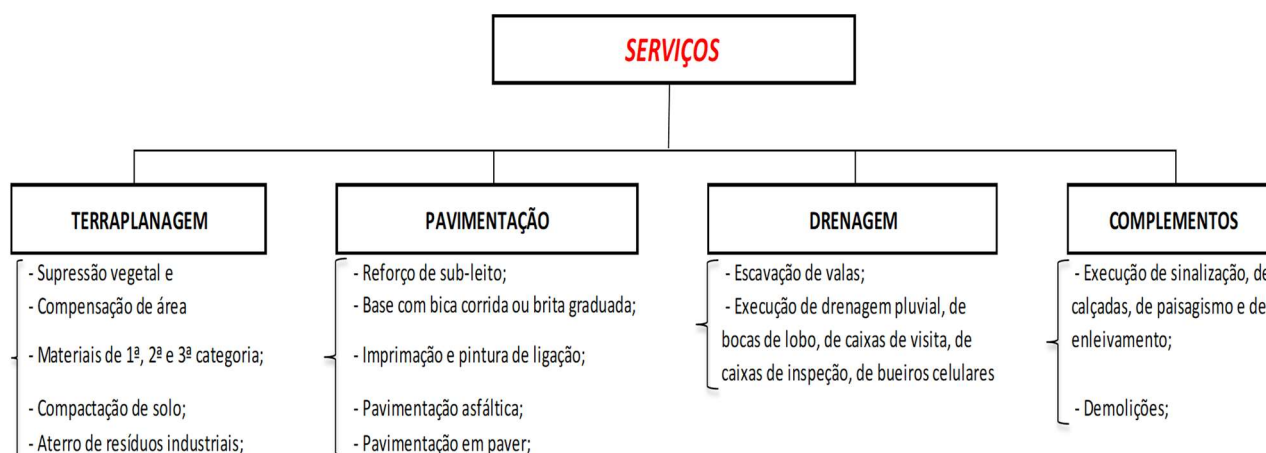 SERVIÇOS
TERRAPLANAGEM
- Supressão vegetal e
- Compensação de área
- Materiais de 1ª, 2ª e 3ª categoria;
- Compactação de solo;
- Aterro de resíduos industriais;
PAVIMENTAÇÃO
- Reforço de sub-leito;
- Base com bica corrida ou brita graduada;
- Imprimação e pintura de ligação;
- Pavimentação asfáltica;
- Pavimentação em paver;
DRENAGEM
- Escavação de valas;
- Execução de drenagem pluvial, de
bocas de lobo, de caixas de visita, de
caixas de inspeção, de bueiros celulares
COMPLEMENTOS
- Execução de sinalização, de
calçadas, de paisagismo e de
enleivamento;
- Demolições;